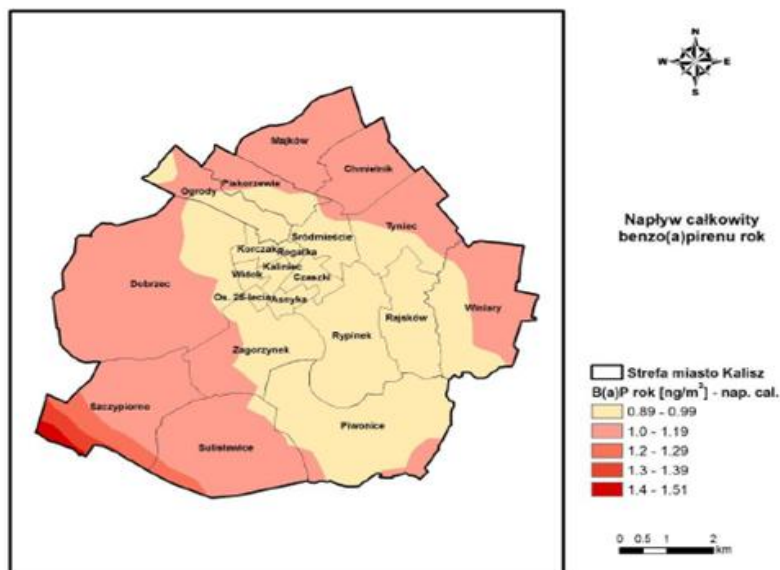 N
W E
S
Majków
Chmielnik
Piskorzewie
Ogrody
Tyniec
Śródmieście
Korczak
Rogatka
Kaliniec
Widok
Czaszki
Dobrzec
Winiary
Os. 25-lecia
Asnyka
Rajsków
Rypinek
Zagorzynek
Szczypiorno
Piwonice
Sulisławice
Napływ całkowity
benzo(a)pirenu rok
Strefa miasto Kalisz
B(a)P rok [ng/m³] - nap. cal.
0.89 - 0.99
1.0 - 1.19
1.2 - 1.29
1.3 - 1.39
1.4 - 1.51
0 0.5 1 2
km